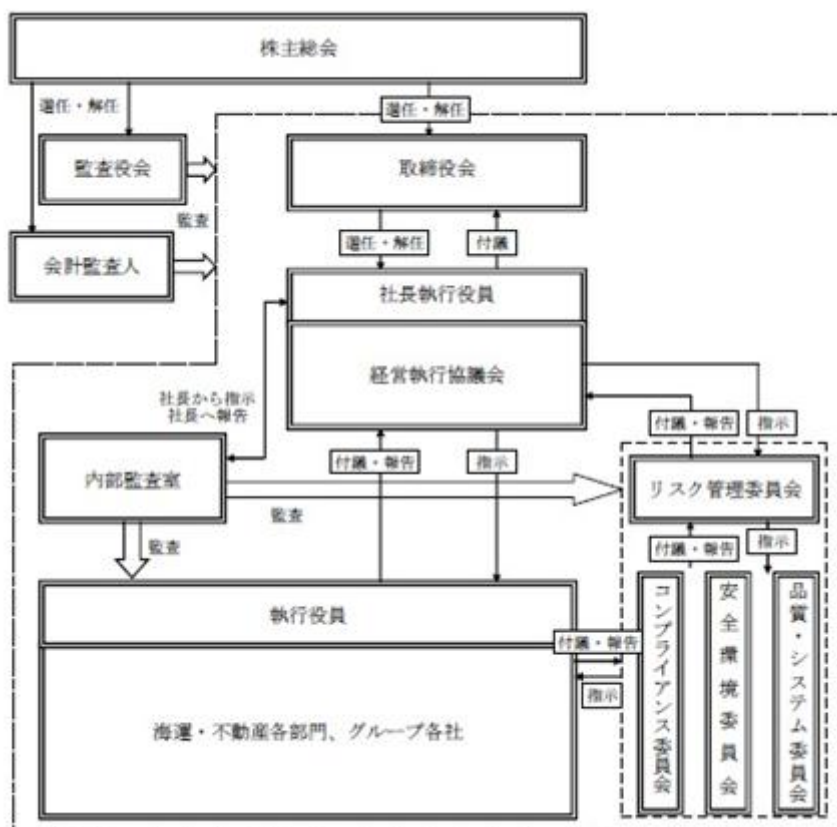 株主総会
選任・解任
選任・解任
監査役会
取締役会
監査
選任・解任
付議
会計監査人
社長執行役員
経営執行協議会
社長から指示
社長へ報告
付議・報告
指示
付議・報告
指示
内部監査室
リスク管理委員会
監査
監査
付議・報告
指示
執行役員
コンプライアンス委員会
安全環境委員会
品質・システム委員会
付議・報告
指示
海運・不動産各部門、グループ各社